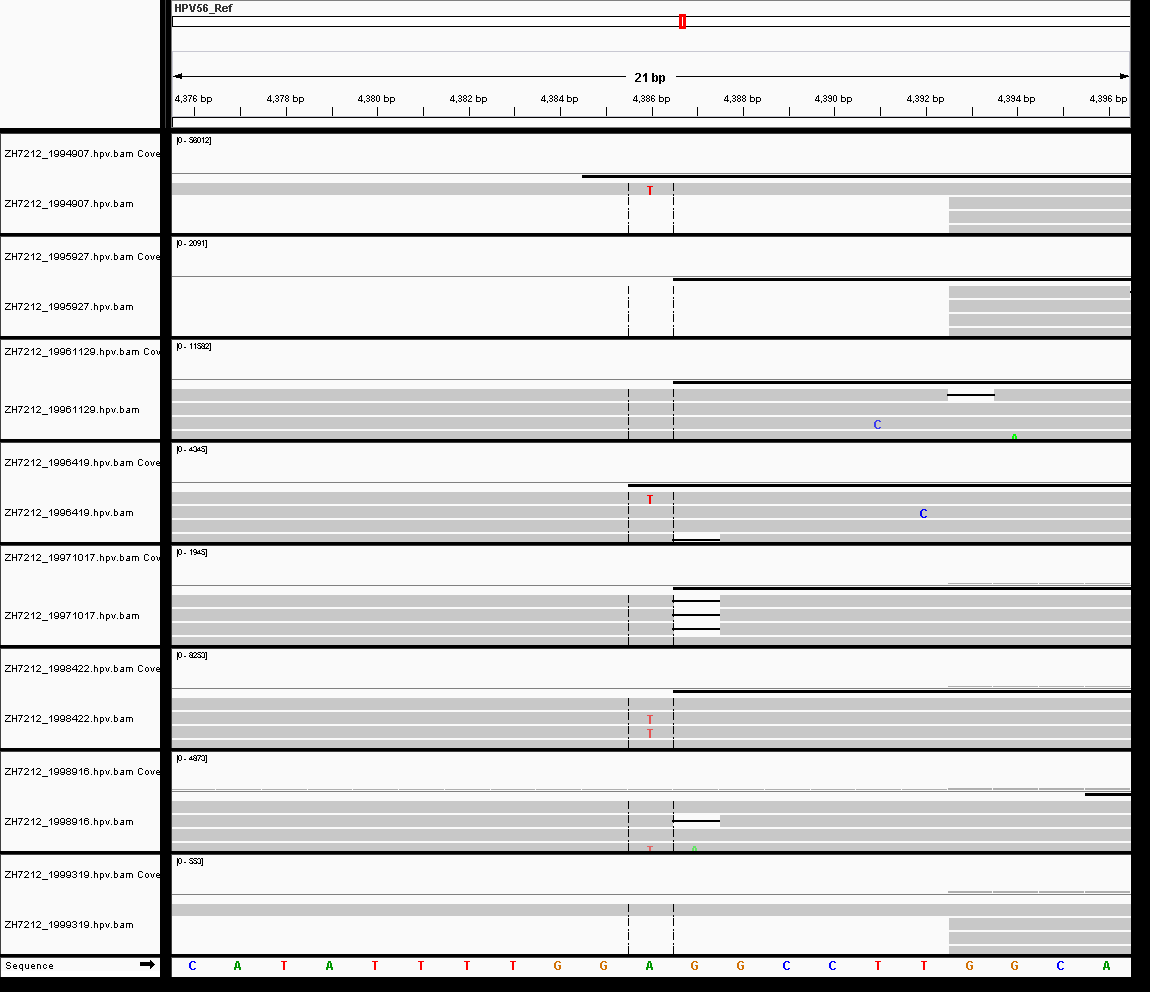 HPV56_Ref
21 bp
4,376 bp 4,378 bp 4,380 bp 4,382 bp 4,384 bp 4,386 bp 4,388 bp 4,390 bp 4,392 bp 4,394 bp 4,396 bp
[0 - 56012]
ZH7212_1994907.hpv.bam Cove
T
ZH7212_1994907.hpv.bam
[0 - 2091]
ZH7212_1995927.hpv.bam Cove
ZH7212_1995927.hpv.bam
[0 - 11592]
ZH7212_19961129.hpv.bam Cov
ZH7212_19961129.hpv.bam
C
A
[0 - 4345]
ZH7212_1996419.hpv.bam Cove
T
ZH7212_1996419.hpv.bam C
[0 - 1945]
ZH7212_19971017.hpv.bam Cov
ZH7212_19971017.hpv.bam
[0 - 8253]
ZH7212_1998422.hpv.bam Cove
ZH7212_1998422.hpv.bam T
T
[0 - 4873]
ZH7212_1998916.hpv.bam Cove
ZH7212_1998916.hpv.bam
T A
[0 - 553]
ZH7212_1999319.hpv.bam Cove
ZH7212_1999319.hpv.bam
Sequence C A T A T T T T G G A G G C C T T G G C A